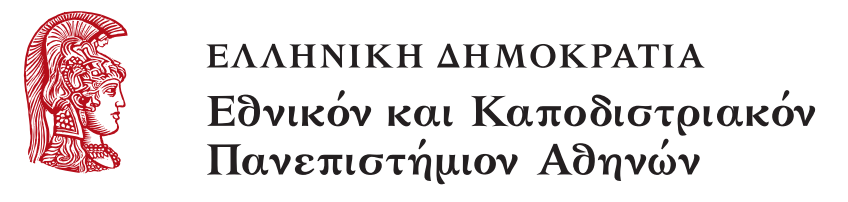 ΕΛΛΗΝΙΚΗ ΔΗΜΟΚΡΑΤΙΑ
Εθνικόν και Καποδιστριακόν
Πανεπιστήμιον Αθηνών